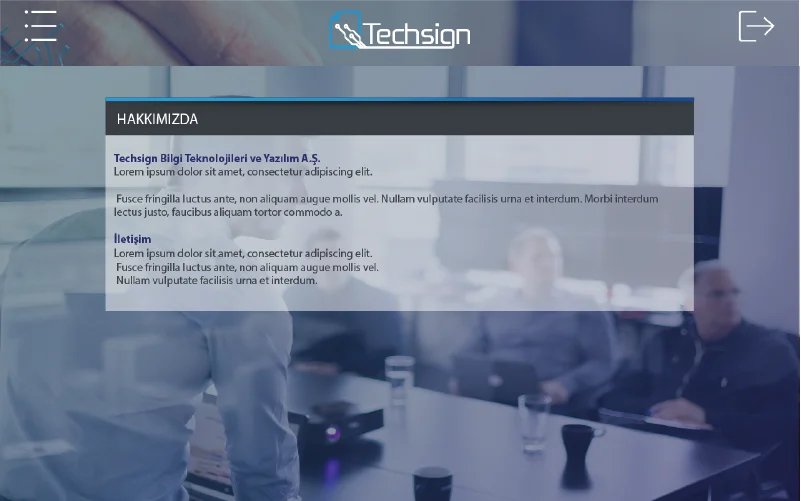 Techsign
HAKKIMIZDA
Techsign Bilgi Teknolojileri ve Yazılım A.Ş.
Lorem ipsum dolor sit amet, consectetur adipiscing elit.
Fusce fringilla luctus ante, non aliquam augue mollis vel. Nullam vulputate facilisis urna et interdum. Morbi interdum
lectus justo, faucibus aliquam tortor commodo a.
İletişim
Lorem ipsum dolor sit amet, consectetur adipiscing elit.
Fusce fringilla luctus ante, non aliquam augue mollis vel.
Nullam vulputate facilisis urna et interdum.